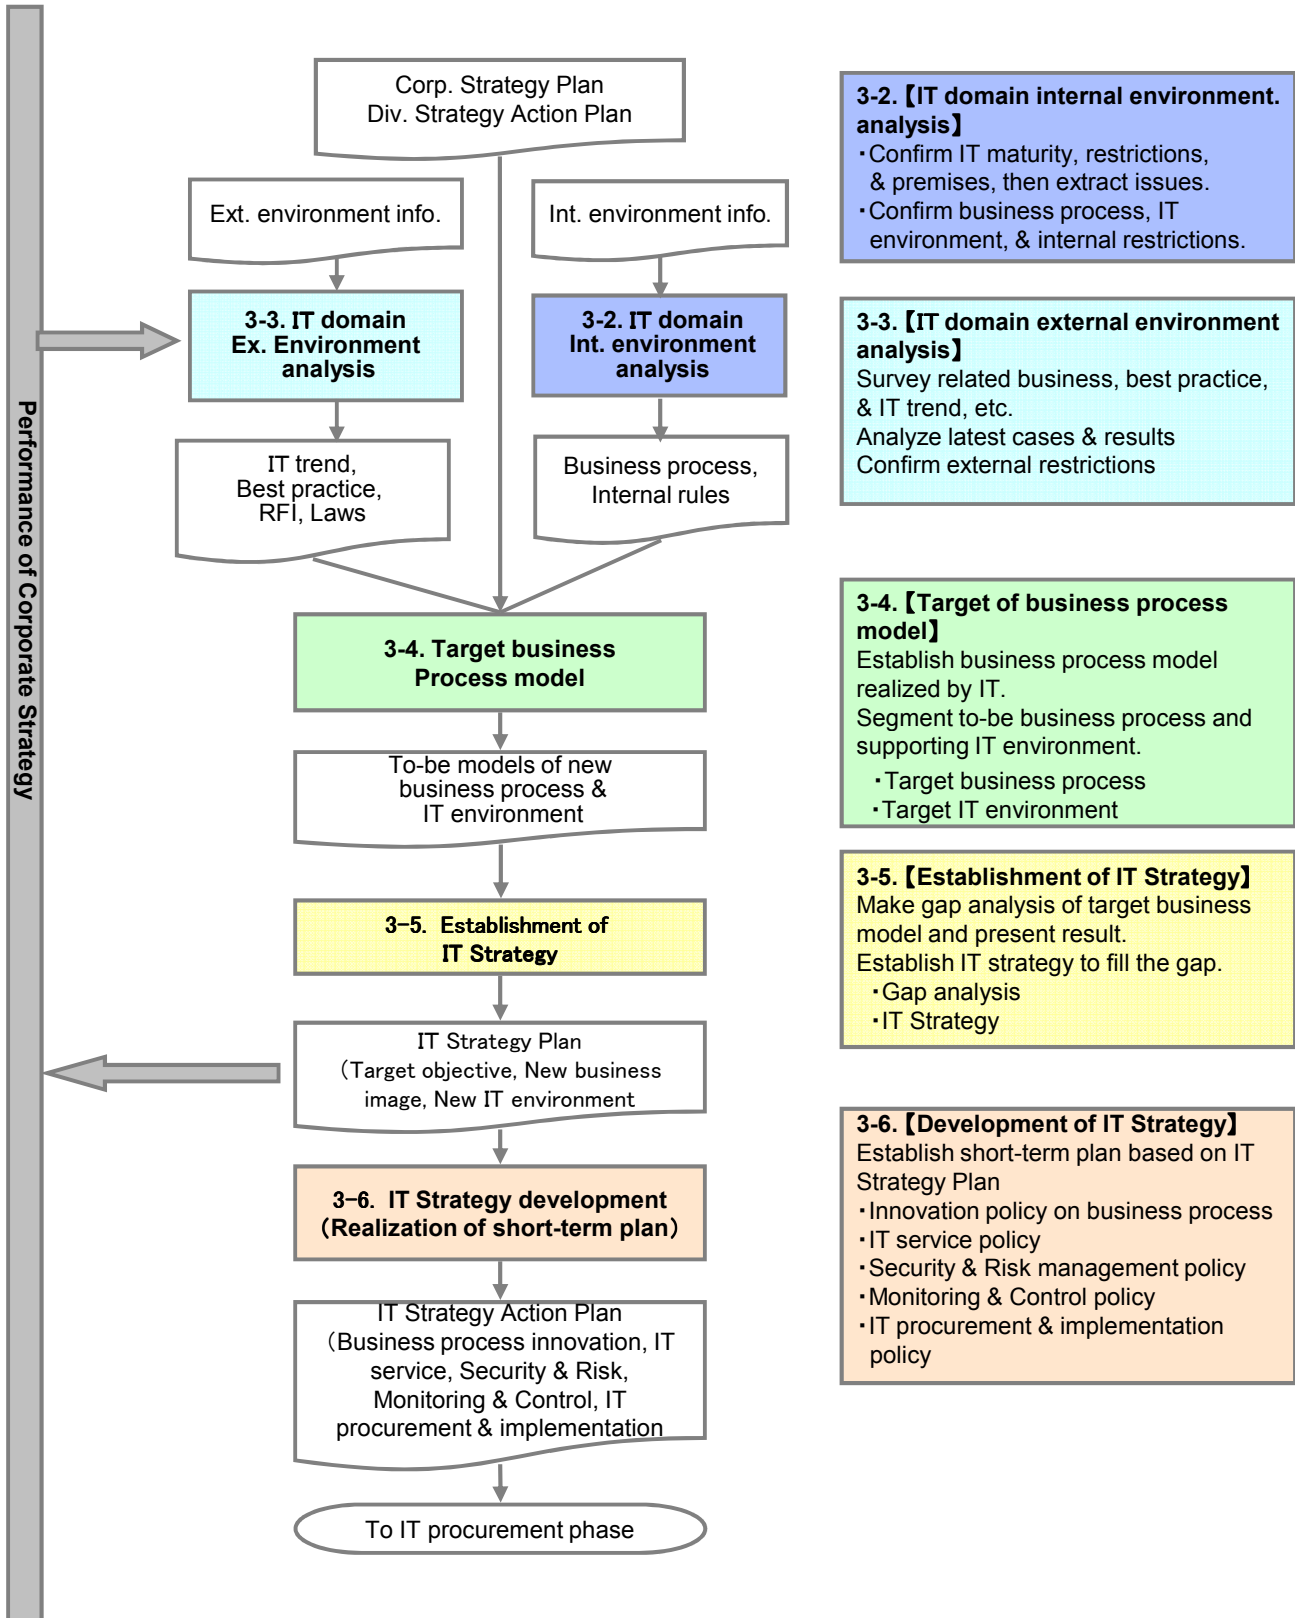 Performance of Corporate Strategy
Corp. Strategy Plan
Div. Strategy Action Plan
Ext. environment info.
Int. environment info.
3-3. IT domain
Ex. Environment
analysis
3-2. IT domain
Int. environment
analysis
IT trend,
Best practice,
RFI, Laws
Business process,
Internal rules
3-4. Target business
Process model
To-be models of new
business process &
IT environment
3-5. Establishment of
IT Strategy
IT Strategy Plan
（Target objective, New business
image, New IT environment
3-6. IT Strategy development
（Realization of short-term plan）
IT Strategy Action Plan
（Business process innovation, IT
service, Security & Risk,
Monitoring & Control, IT
procurement & implementation
To IT procurement phase
3-2.【IT domain internal environment.
analysis】
・Confirm IT maturity, restrictions,
& premises, then extract issues.
・Confirm business process, IT
environment, & internal restrictions.
3-3.【IT domain external environment
analysis】
Survey related business, best practice,
& IT trend, etc.
Analyze latest cases & results
Confirm external restrictions
3-4.【Target of business process
model】
Establish business process model
realized by IT.
Segment to-be business process and
supporting IT environment.
・Target business process
・Target IT environment
3-5.【Establishment of IT Strategy】
Make gap analysis of target business
model and present result.
Establish IT strategy to fill the gap.
・Gap analysis
・IT Strategy
3-6.【Development of IT Strategy】
Establish short-term plan based on IT
Strategy Plan
・Innovation policy on business process
・IT service policy
・Security & Risk management policy
・Monitoring & Control policy
・IT procurement & implementation
policy